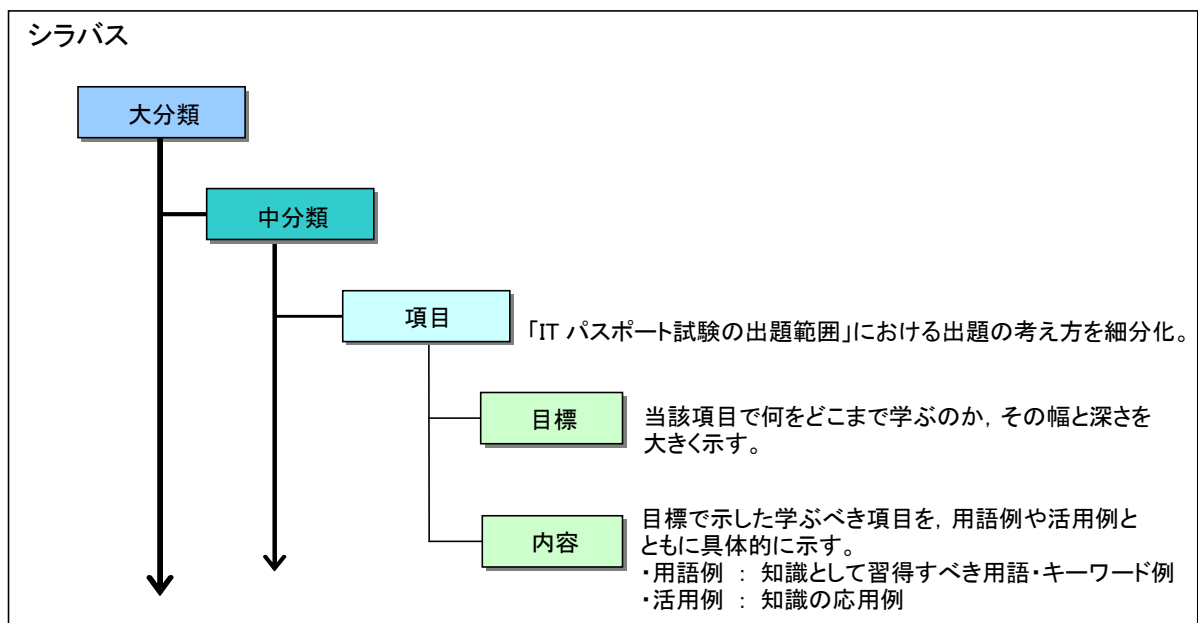 シラバス
大分類
中分類
項目
「IT パスポート試験の出題範囲」における出題の考え方を細分化。
目標
当該項目で何をどこまで学ぶのか，その幅と深さを
大きく示す。
内容
目標で示した学ぶべき項目を，用語例や活用例と
ともに具体的に示す。
・用語例 ： 知識として習得すべき用語・キーワード例
・活用例 ： 知識の応用例